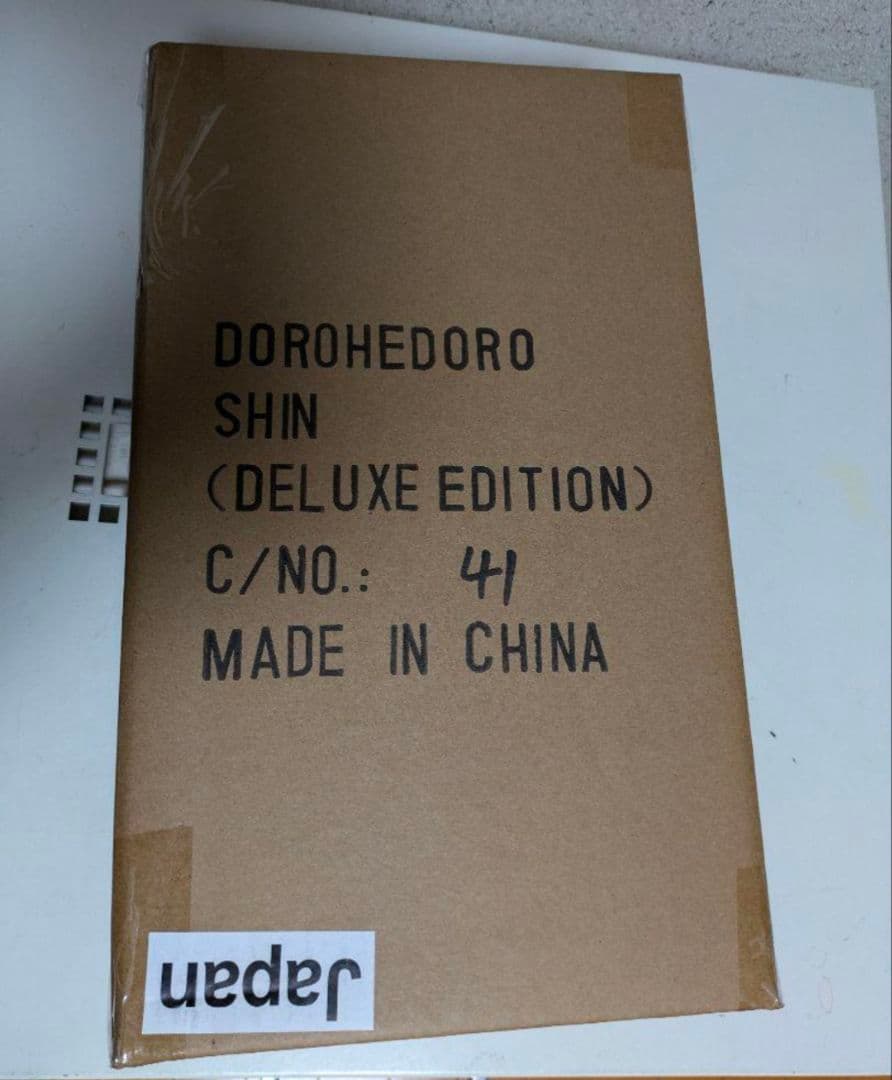 DOROHEDORO
SHIN
(DELUXE EDITION)
C/NO.: 41
MADE IN CHINA
Japan